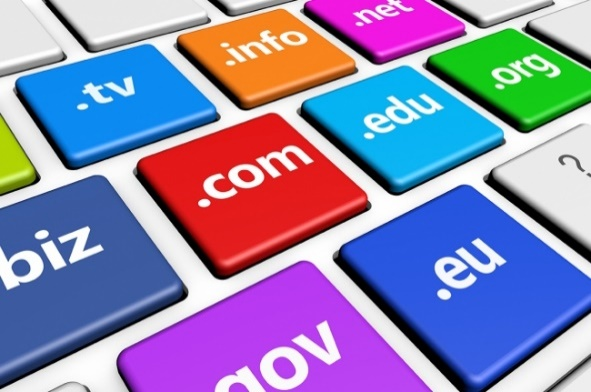 .net
.info
.org
.tv
.edu
.com
biz
.eu
gov
?